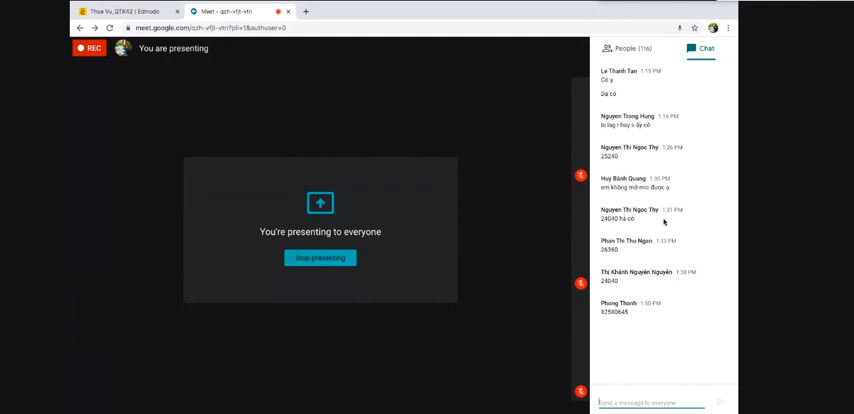 Thue Vu_QTK42 | Edmodo
Meet - qzh-vfjt-vtn
meet.google.com/qzh-vfjt-vtn?pli=1&authuser=0
REC
You are presenting
People (116)
Chat
Le Thanh Tan 1:15 PM
Có ạ
Dạ có
Nguyen Trong Hung 1:16 PM
bị lag r hay s ấy cô
Nguyen Thi Ngoc Thy 1:26 PM
25240
Huy Bành Quang 1:30 PM
em không mở míc được ạ
Nguyen Thi Ngoc Thy 1:31 PM
24040 hả cô
Phan Thi Thu Ngan 1:33 PM
26360
Thị Khánh Nguyên Nguyễn 1:38 PM
24040
Phong Thanh 1:50 PM
82580645
You're presenting to everyone
Stop presenting
Send a message to everyone